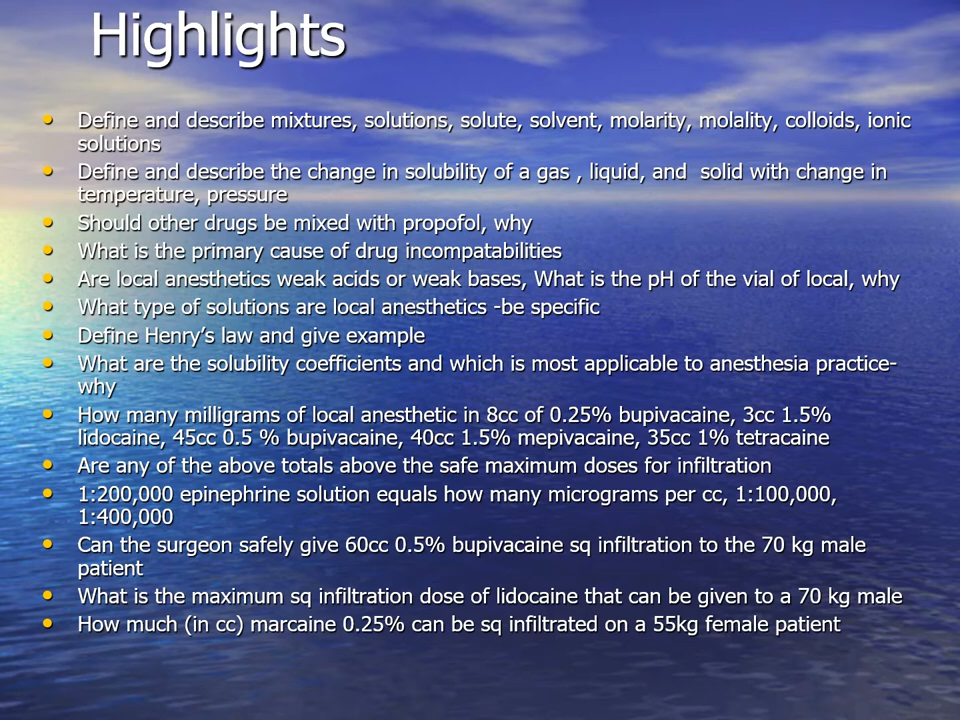 Highlights
• Define and describe mixtures, solutions, solute, solvent, molarity, molality, colloids, ionic
solutions
• Define and describe the change in solubility of a gas , liquid, and  solid with change in
temperature, pressure
• Should other drugs be mixed with propofol, why
• What is the primary cause of drug incompatabilities
• Are local anesthetics weak acids or weak bases, What is the pH of the vial of local, why
• What type of solutions are local anesthetics -be specific
• Define Henry’s law and give example
• What are the solubility coefficients and which is most applicable to anesthesia practice-
why
• How many milligrams of local anesthetic in 8cc of 0.25% bupivacaine, 3cc 1.5%
lidocaine, 45cc 0.5 % bupivacaine, 40cc 1.5% mepivacaine, 35cc 1% tetracaine
• Are any of the above totals above the safe maximum doses for infiltration
• 1:200,000 epinephrine solution equals how many micrograms per cc, 1:100,000,
1:400,000
• Can the surgeon safely give 60cc 0.5% bupivacaine sq infiltration to the 70 kg male
patient
• What is the maximum sq infiltration dose of lidocaine that can be given to a 70 kg male
• How much (in cc) marcaine 0.25% can be sq infiltrated on a 55kg female patient